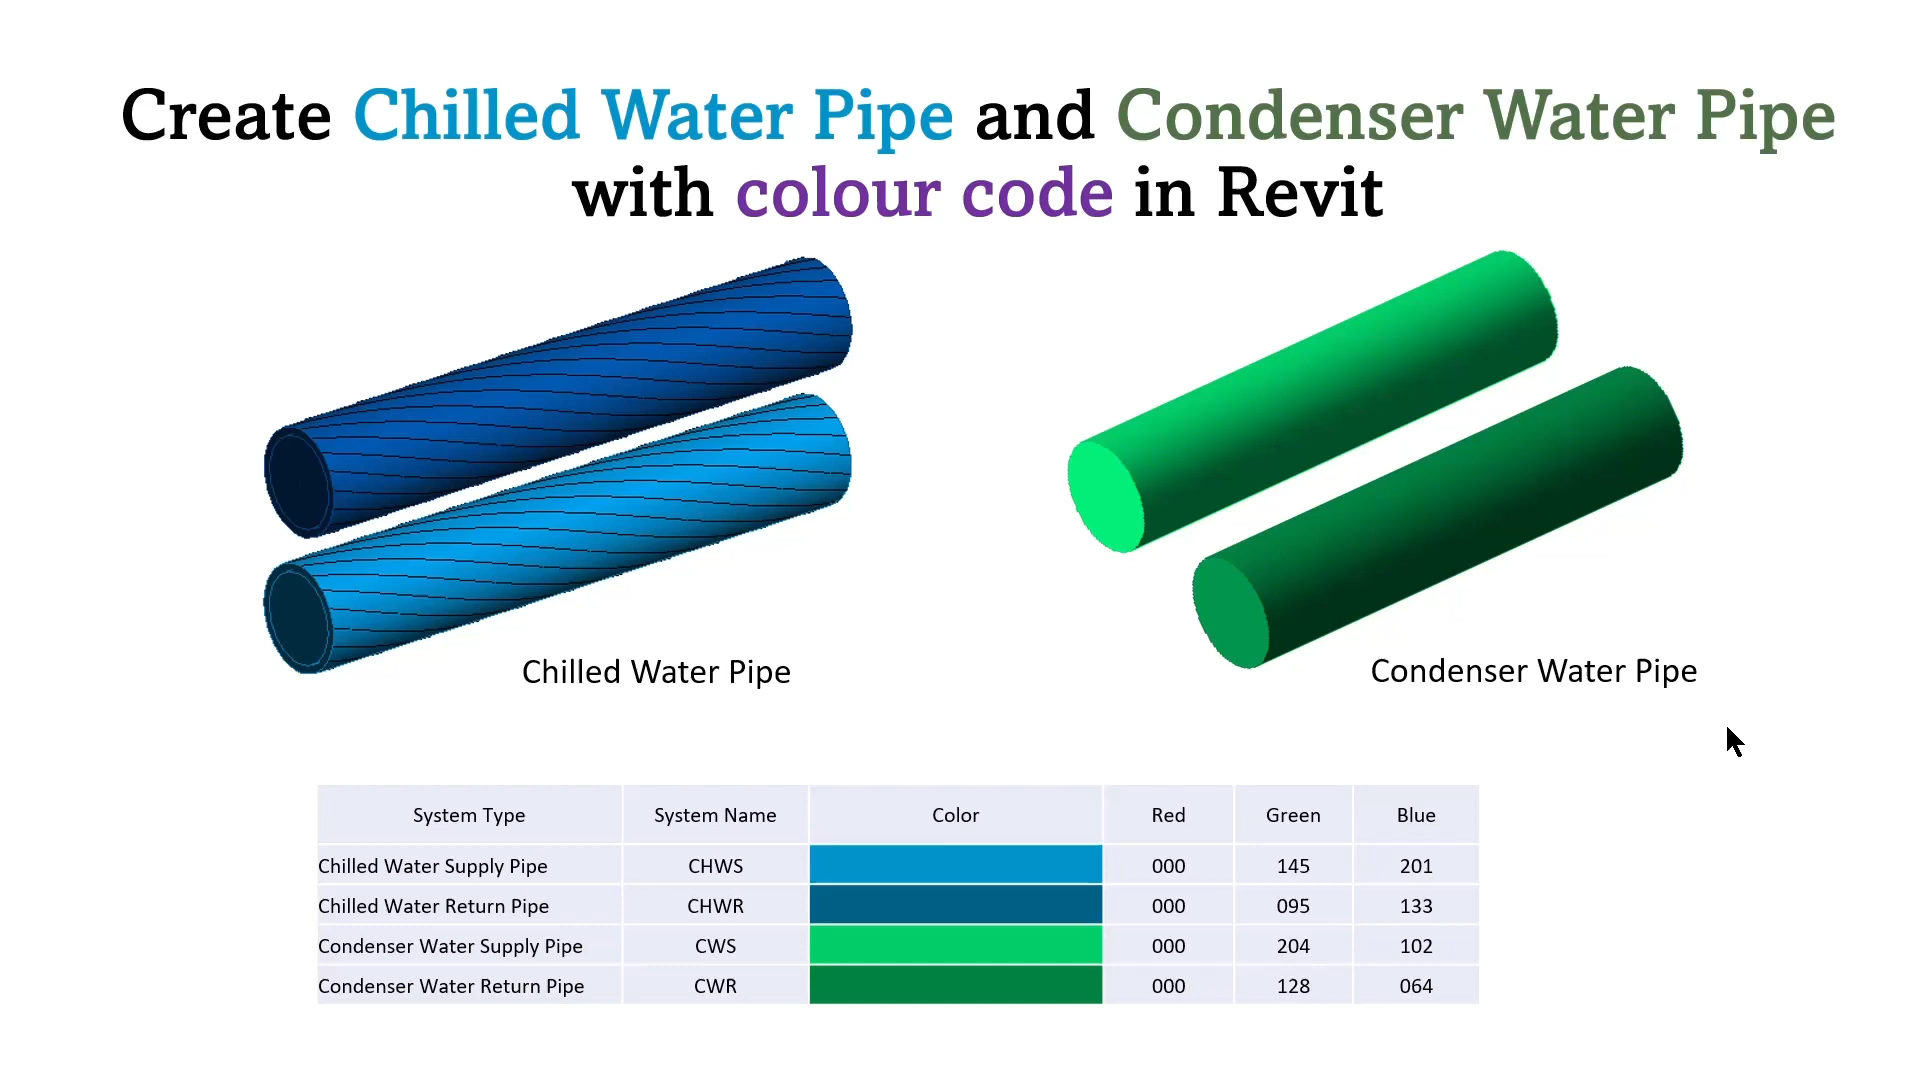 Create Chilled Water Pipe and Condenser Water Pipe
with colour code in Revit
Chilled Water Pipe
Condenser Water Pipe
System Type System Name Color Red Green Blue
Chilled Water Supply Pipe CHWS 000 145 201
Chilled Water Return Pipe CHWR 000 095 133
Condenser Water Supply Pipe CWS 000 204 102
Condenser Water Return Pipe CWR 000 128 064